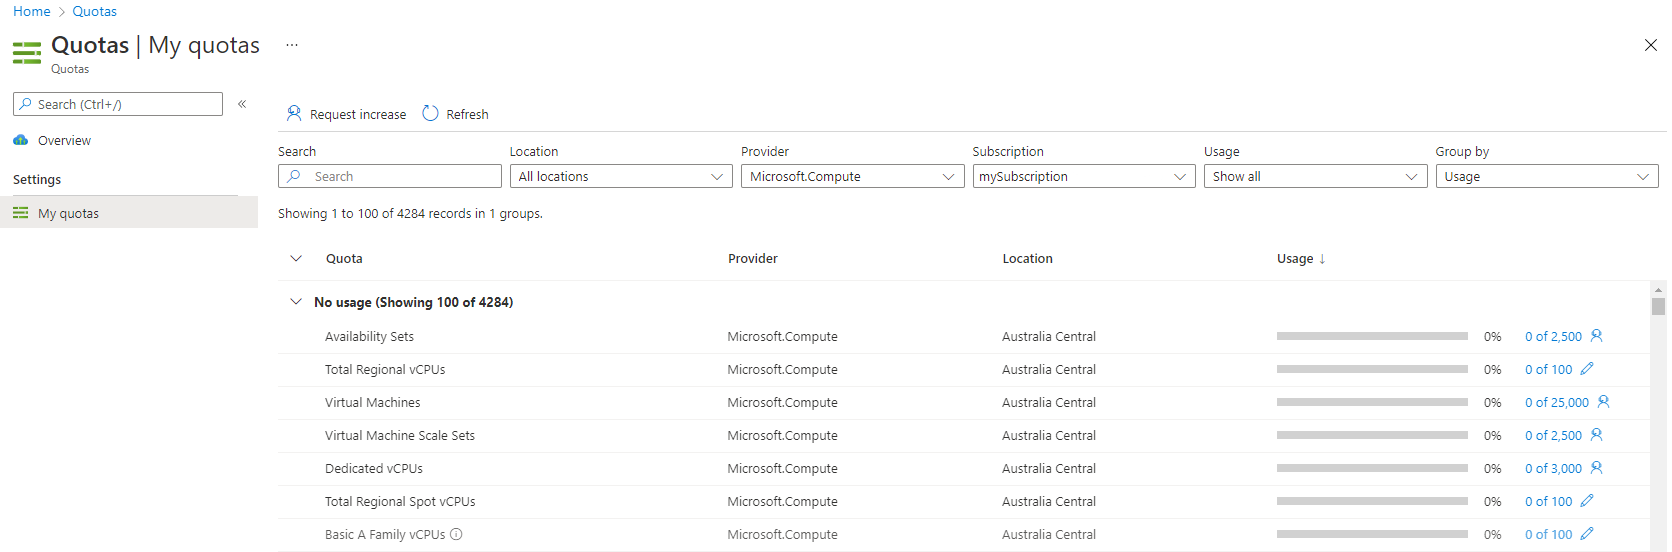 Home > Quotas
Quotas | My quotas ...
Quotas
Search (Ctrl+/) «
Overview
Settings
My quotas
Request increase Refresh
Search Location Provider Subscription Usage Group by
Search All locations Microsoft.Compute mySubscription Show all Usage
Showing 1 to 100 of 4284 records in 1 groups.
Quota Provider Location Usage ↓
No usage (Showing 100 of 4284)
Availability Sets Microsoft.Compute Australia Central 0% 0 of 2,500
Total Regional vCPUs Microsoft.Compute Australia Central 0% 0 of 100
Virtual Machines Microsoft.Compute Australia Central 0% 0 of 25,000
Virtual Machine Scale Sets Microsoft.Compute Australia Central 0% 0 of 2,500
Dedicated vCPUs Microsoft.Compute Australia Central 0% 0 of 3,000
Total Regional Spot vCPUs Microsoft.Compute Australia Central 0% 0 of 100
Basic A Family vCPUs Microsoft.Compute Australia Central 0% 0 of 100